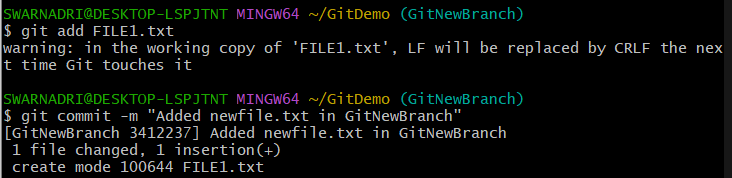 SWARNADRI@DESKTOP-LSPJTNT MINGW64 ~/GitDemo (GitNewBranch)
$ git add FILE1.txt
warning: in the working copy of 'FILE1.txt', LF will be replaced by CRLF the nex
t time Git touches it

SWARNADRI@DESKTOP-LSPJTNT MINGW64 ~/GitDemo (GitNewBranch)
$ git commit -m "Added newfile.txt in GitNewBranch"
[GitNewBranch 3412237] Added newfile.txt in GitNewBranch
 1 file changed, 1 insertion(+)
 create mode 100644 FILE1.txt